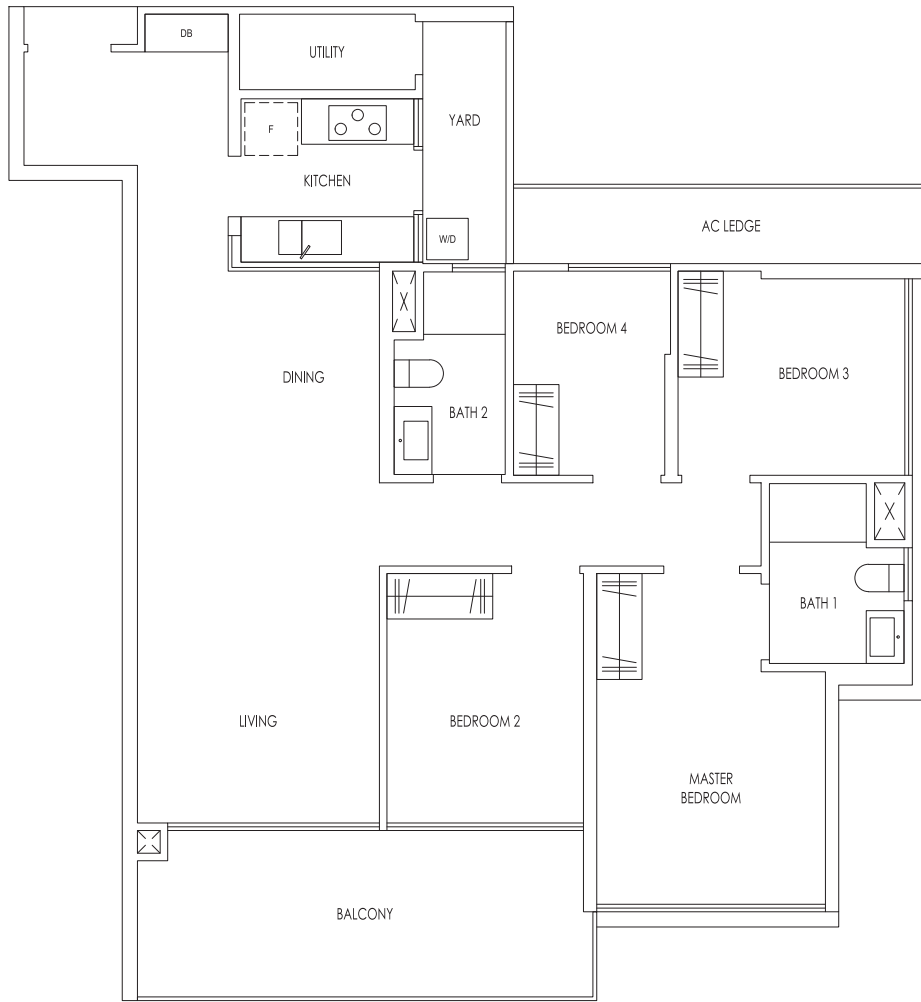 DB
UTILITY
F
YARD
KITCHEN
W/D
AC LEDGE
BEDROOM 4
DINING
BEDROOM 3
BATH 2
BATH 1
LIVING
BEDROOM 2
MASTER
BEDROOM
BALCONY